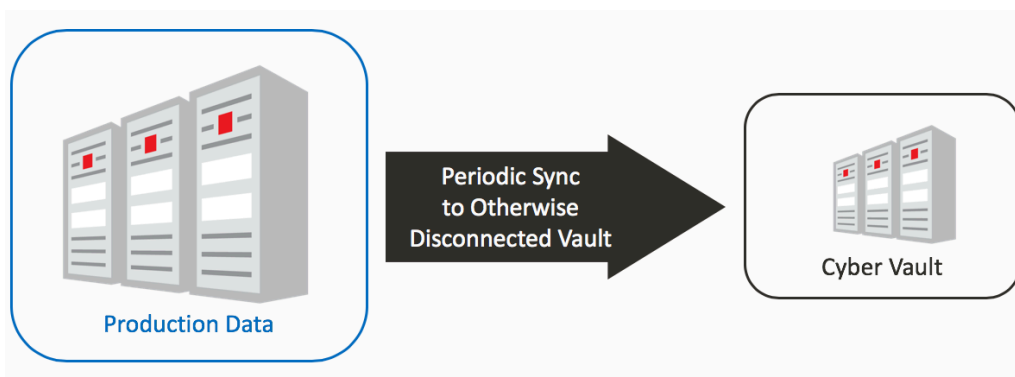 Periodic Sync
to Otherwise
Disconnected Vault
Production Data
Cyber Vault